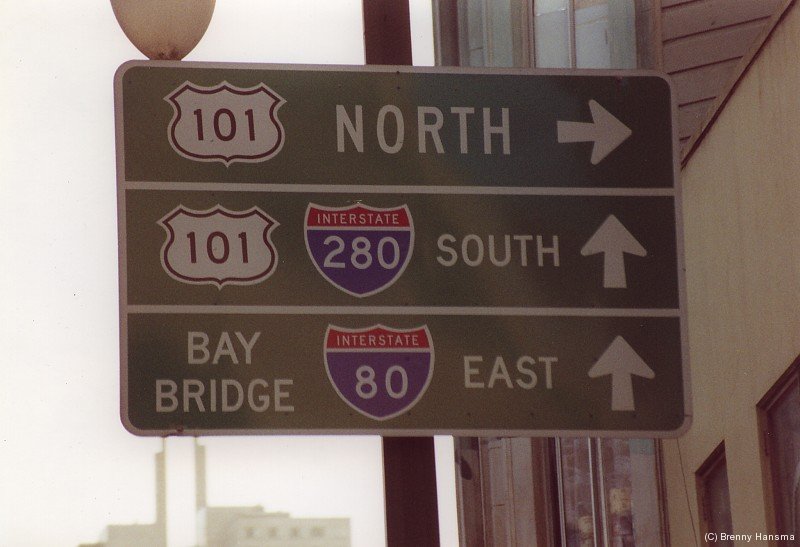 101 NORTH
101 INTERSTATE 280 SOUTH
BAY BRIDGE INTERSTATE 80 EAST
(C) Brenny Hansma